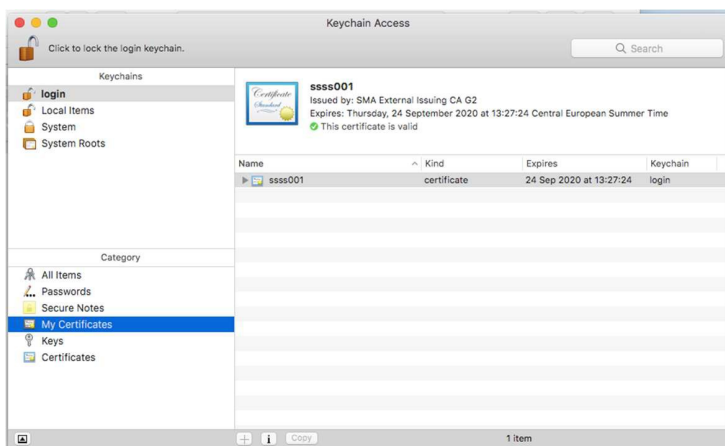 Keychain Access
Click to lock the login keychain.
Search
Keychains
login
Local Items
System
System Roots
Certificate
Standard
ssss001
Issued by: SMA External Issuing CA G2
Expires: Thursday, 24 September 2020 at 13:27:24 Central European Summer Time
This certificate is valid
Name Kind Expires Keychain
ssss001 certificate 24 Sep 2020 at 13:27:24 login
Category
All Items
Passwords
Secure Notes
My Certificates
Keys
Certificates
Copy
1 item